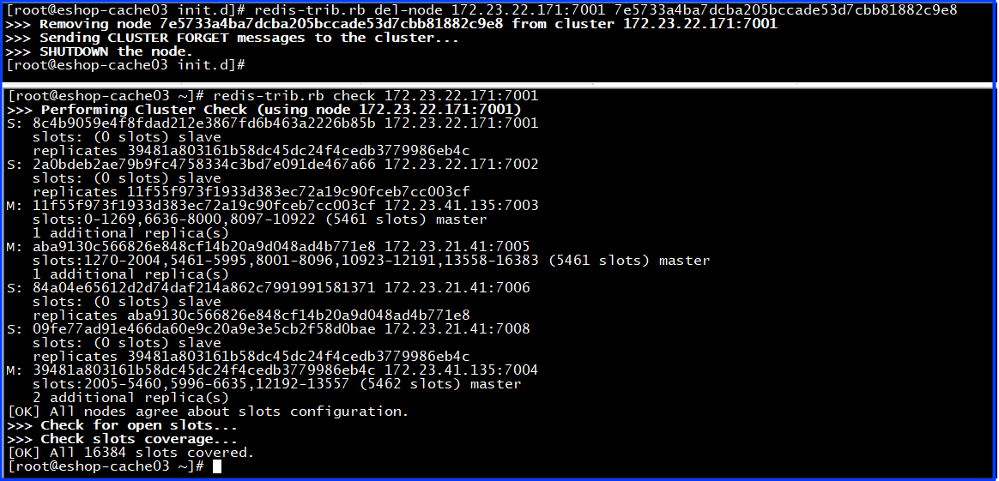 [root@eshop-cache03 init.d]# redis-trib.rb del-node 172.23.22.171:7001 7e5733a4ba7dcba205bccade53d7cbb81882c9e8
>>> Removing node 7e5733a4ba7dcba205bccade53d7cbb81882c9e8 from cluster 172.23.22.171:7001
>>> Sending CLUSTER FORGET messages to the cluster...
>>> SHUTDOWN the node.
[root@eshop-cache03 init.d]#
[root@eshop-cache03 ~]# redis-trib.rb check 172.23.22.171:7001
>>> Performing Cluster Check (using node 172.23.22.171:7001)
S: 8c4b9059e4f8fdad212e3867fd6b463a2226b85b 172.23.22.171:7001
slots: (0 slots) slave
replicates 39481a803161b58dc45dc24f4cedb3779986eb4c
S: 2a0bdeb2ae79b9fc4758334c3bd7e091de467a66 172.23.22.171:7002
slots: (0 slots) slave
replicates 11f55f973f1933d383ec72a19c90fceb7cc003cf
M: 11f55f973f1933d383ec72a19c90fceb7cc003cf 172.23.41.135:7003
slots:0-1269,6636-8000,8097-10922 (5461 slots) master
1 additional replica(s)
M: aba9130c566826e848cf14b20a9d048ad4b771e8 172.23.21.41:7005
slots:1270-2004,5461-5995,8001-8096,10923-12191,13558-16383 (5461 slots) master
1 additional replica(s)
S: 84a04e65612d2d74daf214a862c7991991581371 172.23.21.41:7006
slots: (0 slots) slave
replicates aba9130c566826e848cf14b20a9d048ad4b771e8
S: 09fe77ad91e466da60e9c20a9e3e5cb2f58d0bae 172.23.21.41:7008
slots: (0 slots) slave
replicates 39481a803161b58dc45dc24f4cedb3779986eb4c
M: 39481a803161b58dc45dc24f4cedb3779986eb4c 172.23.41.135:7004
slots:2005-5460,5996-6635,12192-13557 (5462 slots) master
2 additional replica(s)
[OK] All nodes agree about slots configuration.
>>> Check for open slots...
>>> Check slots coverage...
[OK] All 16384 slots covered.
[root@eshop-cache03 ~]#